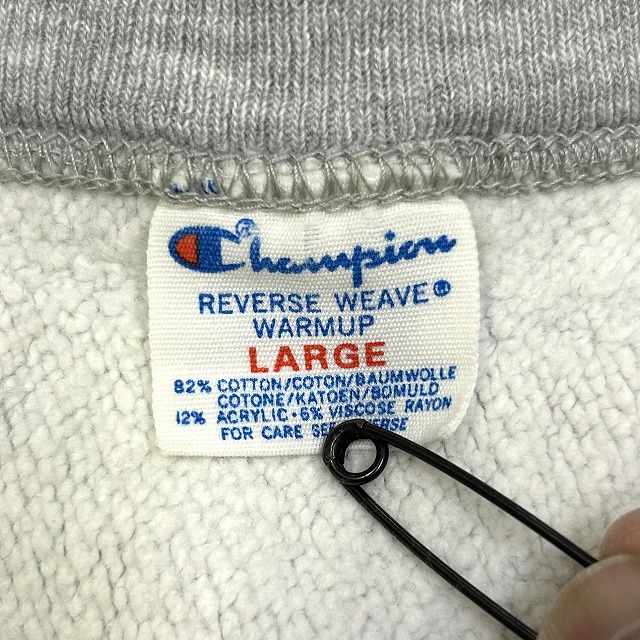 Champion
REVERSE WEAVE®
WARMUP
LARGE
82% COTTON/COTON/BAUMWOLLE
COTONE/KATOEN/BOMULD
12% ACRYLIC·6% VISCOSE RAYON
FOR CARE